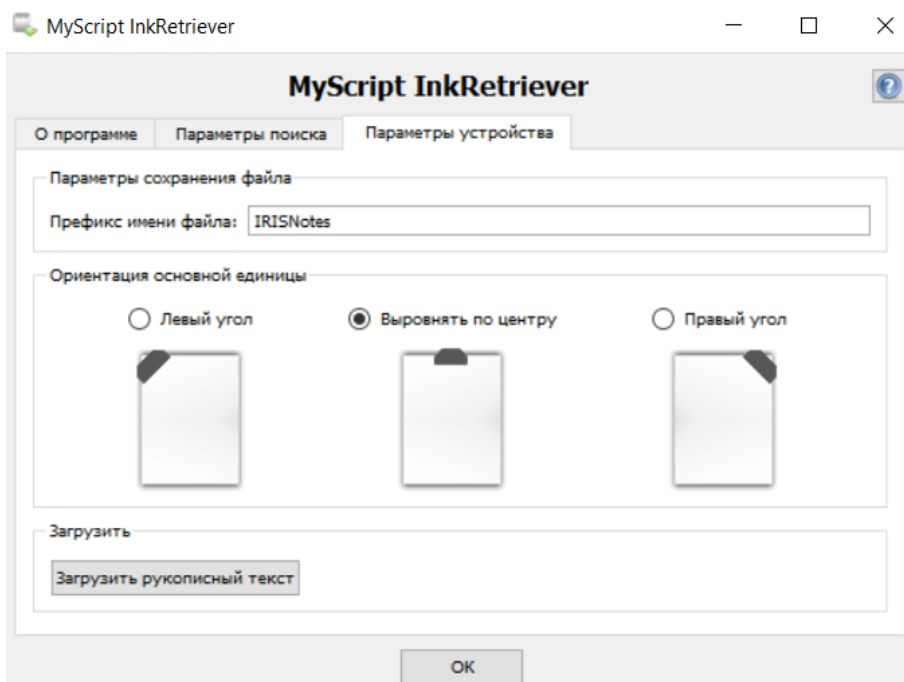 MyScript InkRetriever
MyScript InkRetriever
О программе Параметры поиска Параметры устройства
Параметры сохранения файла
Префикс имени файла: IRISNotes
Ориентация основной единицы
Левый угол Выровнять по центру Правый угол
Загрузить
Загрузить рукописный текст
OK